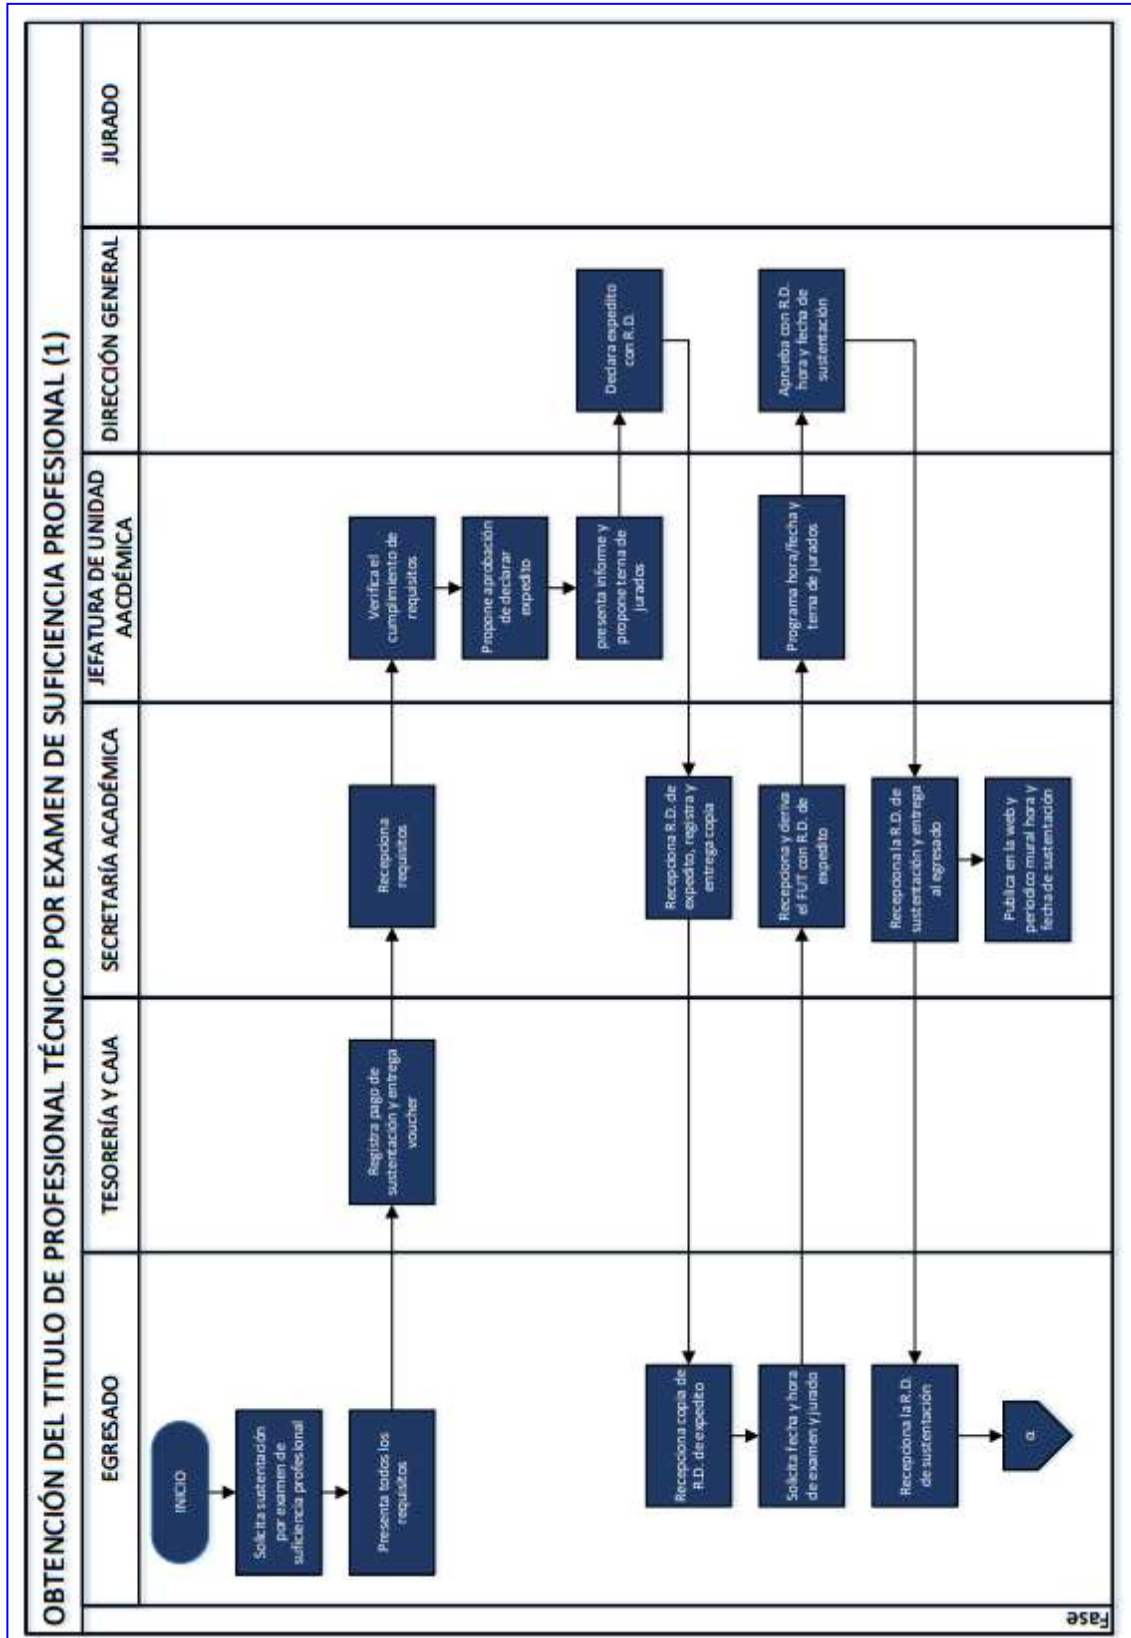 OBTENCIÓN DEL TITULO DE PROFESIONAL TÉCNICO POR EXAMEN DE SUFICIENCIA PROFESIONAL (1)
EGRESADO
TESORERÍA Y CAJA
SECRETARÍA ACADÉMICA
JEFATURA DE UNIDAD
AACDÉMICA
DIRECCIÓN GENERAL
JURADO
INICIO
Solicita sustentación
por examen de
suficiencia profesional
Presenta todos los
requisitos
Registra pago de
sustentación y entrega
voucher
Recepciona
requisitos
Verifica el
cumplimiento de
requisitos
Propone aprobación
de declarar
expedito
presenta informe y
propone terna de
jurados
Declara expedito
con R.D.
Recepciona R.D. de
expedito, registra y
entrega copia
Recepciona copia de
R.D. de expedito
Solicita fecha y hora
de examen y jurado
Recepciona y deriva
el FUT con R.D. de
expedito
Programa hora/fecha y
terna de jurados
Aprueba con R.D.
hora y fecha de
sustentación
Recepciona la R.D. de
sustentación y entrega
al egresado
Publica en la web y
periodico mural hora y
fecha de sustentación
Recepciona la R.D.
de sustentación
α
Fase